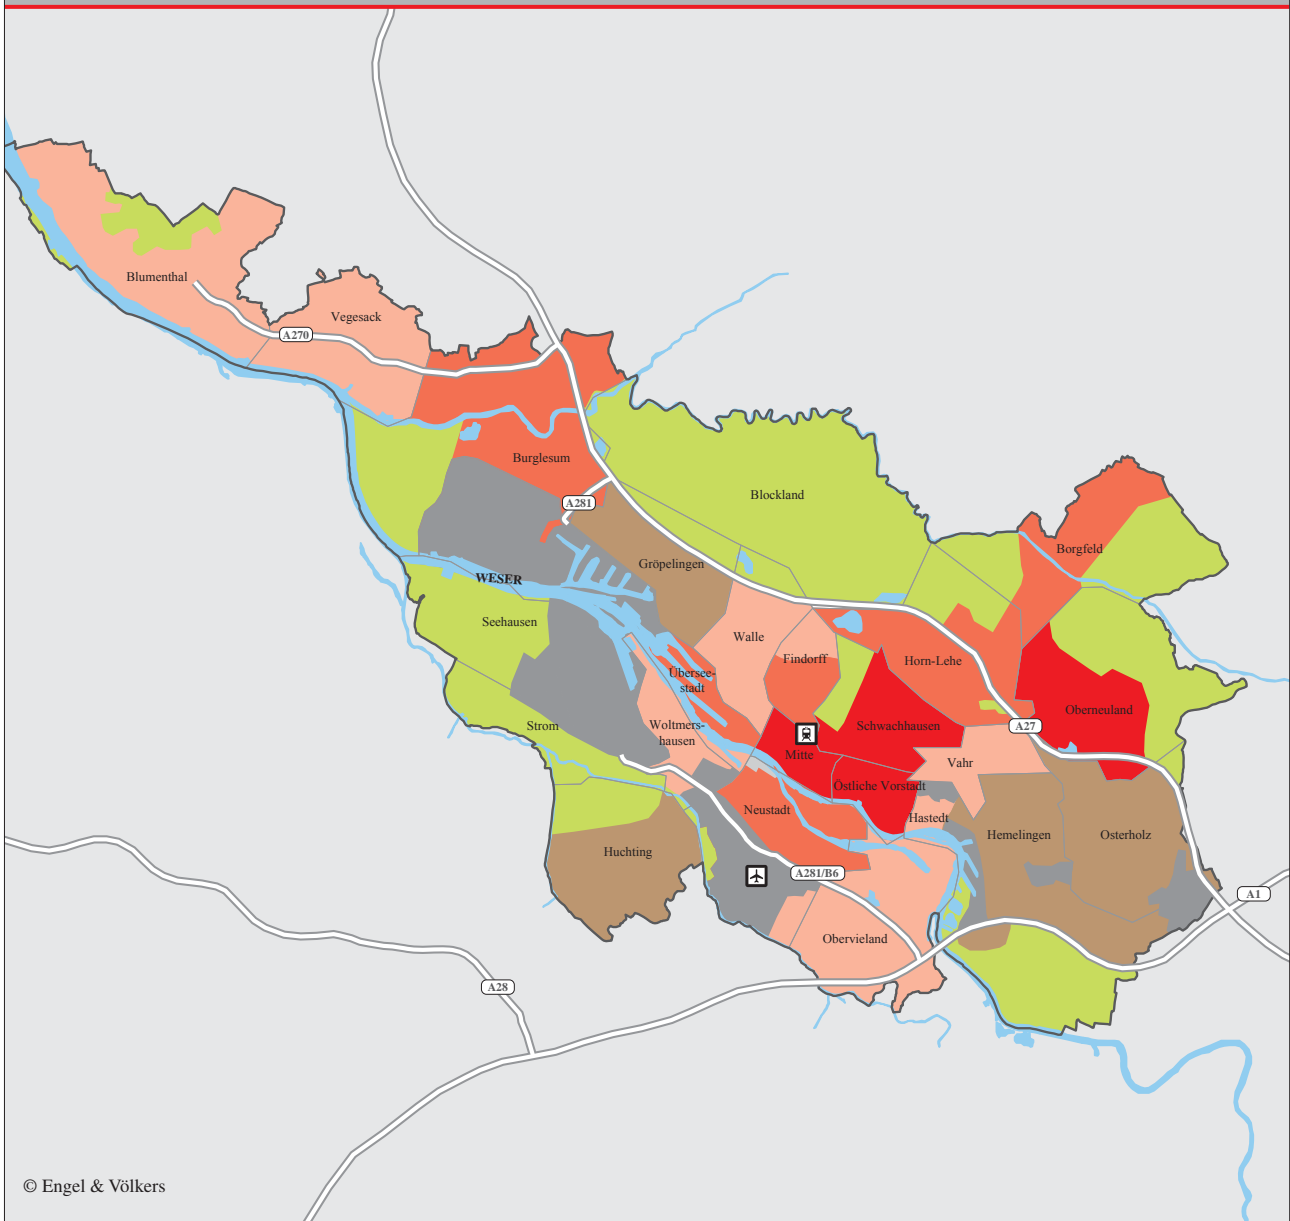 Blumenthal
Vegesack
A270
Burglesum
A281
Blockland
Borgfeld
Gröpelingen
WESER
Seehausen
Walle
Findorff
Horn-Lehe
Übersee-
stadt
Oberneuland
Strom
Woltmers-
hausen
Schwachhausen
A27
Mitte
Vahr
Östliche Vorstadt
Neustadt
Hastedt
Hemelingen
Osterholz
Huchting
A281/B6
A1
Obervieland
A28
© Engel & Völkers